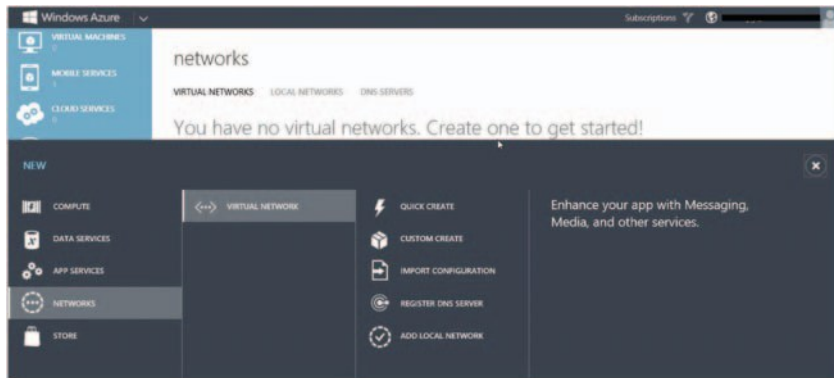 Windows Azure
Subscriptions
VIRTUAL MACHINES
0
MOBILE SERVICES
1
CLOUD SERVICES
0
networks
VIRTUAL NETWORKS LOCAL NETWORKS DNS SERVERS
You have no virtual networks. Create one to get started!
NEW
COMPUTE
DATA SERVICES
APP SERVICES
NETWORKS
STORE
VIRTUAL NETWORK
QUICK CREATE
CUSTOM CREATE
IMPORT CONFIGURATION
REGISTER DNS SERVER
ADD LOCAL NETWORK
Enhance your app with Messaging,
Media, and other services.